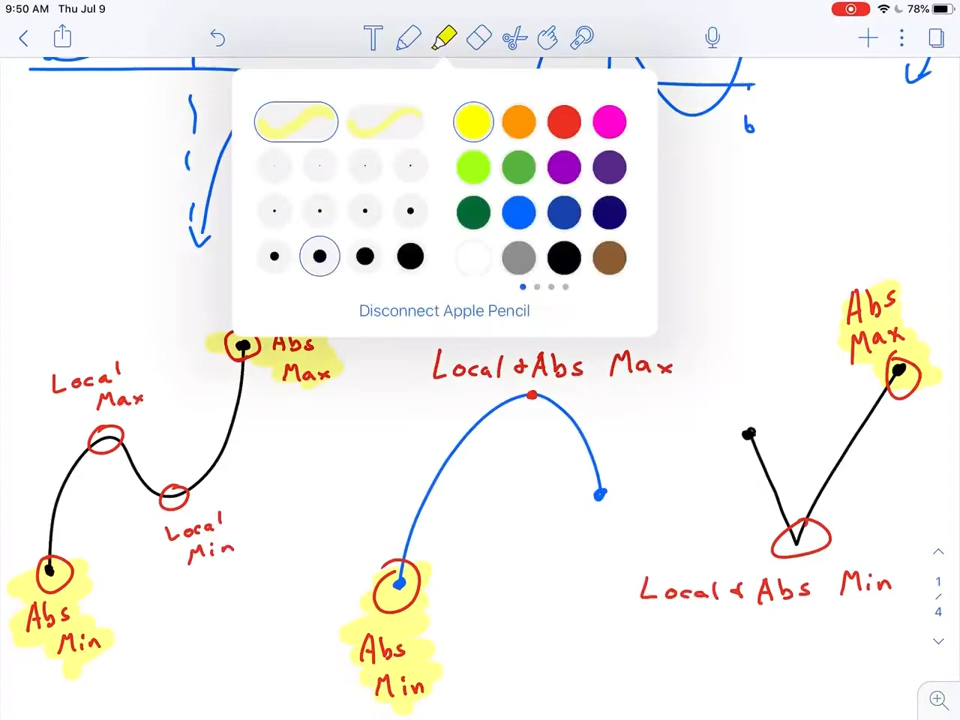 9:50 AM Thu Jul 9
78%
T
b
Disconnect Apple Pencil
Abs
Max
Local
Max
Abs
Max
Local & Abs Max
Local
Min
Abs
Min
Local & Abs Min
Abs
Min
1
/
4